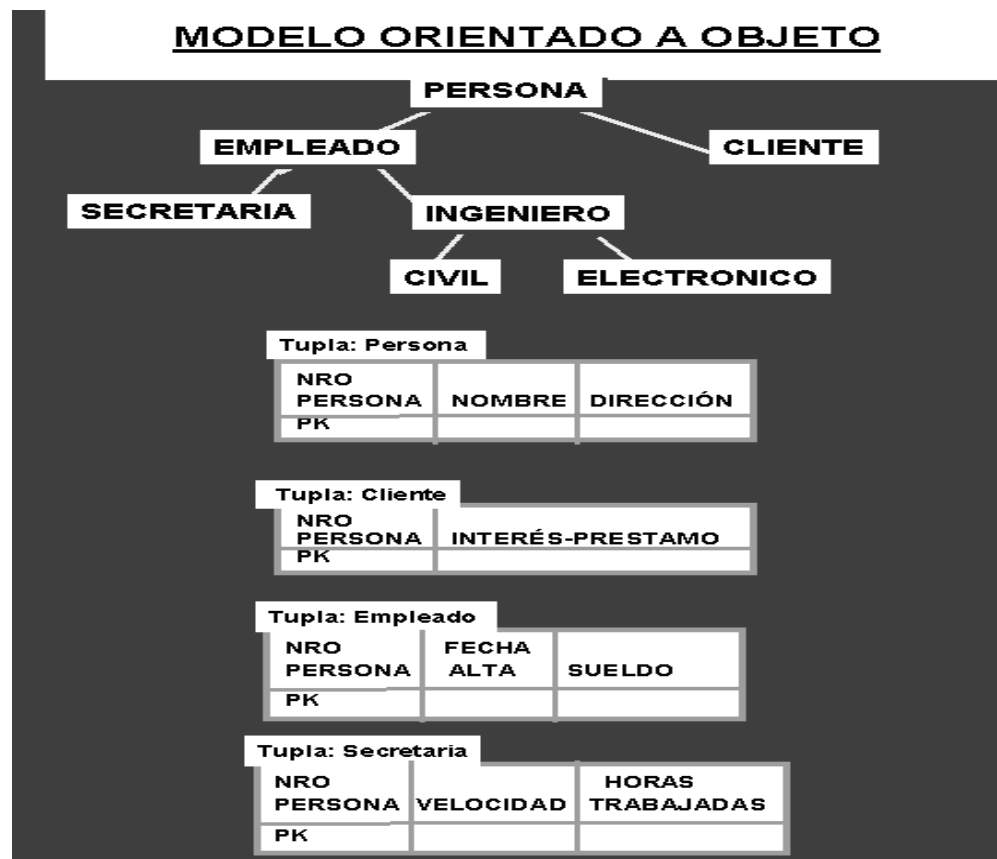 MODELO ORIENTADO A OBJETO
PERSONA
EMPLEADO
CLIENTE
SECRETARIA
INGENIERO
CIVIL
ELECTRONICO
Tupla: Persona
NRO
PERSONA
NOMBRE
DIRECCIÓN
PK
Tupla: Cliente
NRO
PERSONA
INTERÉS-PRESTAMO
PK
Tupla: Empleado
NRO
PERSONA
FECHA
ALTA
SUELDO
PK
Tupla: Secretaria
NRO
PERSONA
VELOCIDAD
HORAS
TRABAJADAS
PK